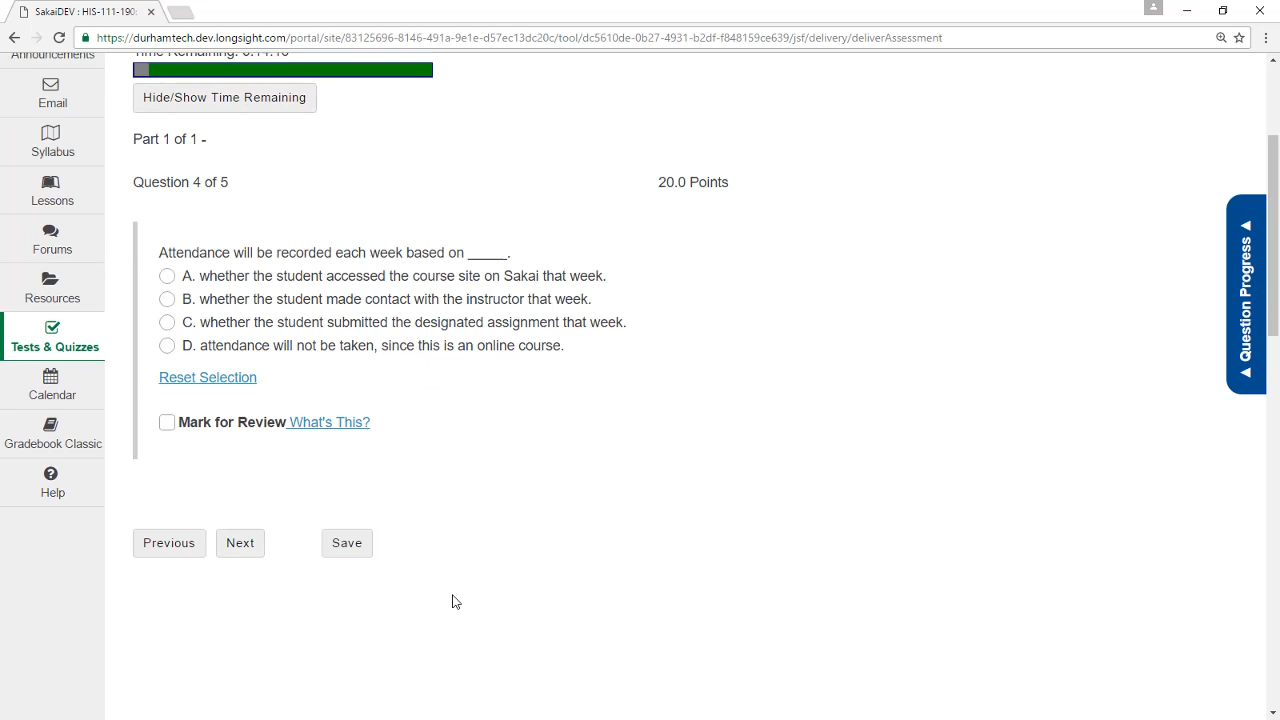 SakaiDEV : HIS-111-190
https://durhamtech.dev.longsight.com/portal/site/83125696-8146-491a-9e1e-d57ec13dc20c/tool/dc5610de-0b27-4931-b2df-f848159ce639/jsf/delivery/deliverAssessment
Announcements
Email
Syllabus
Lessons
Forums
Resources
Tests & Quizzes
Calendar
Gradebook Classic
Help
Time Remaining:
Hide/Show Time Remaining
Part 1 of 1 -
Question 4 of 5 20.0 Points
Attendance will be recorded each week based on _____.
A. whether the student accessed the course site on Sakai that week.
B. whether the student made contact with the instructor that week.
C. whether the student submitted the designated assignment that week.
D. attendance will not be taken, since this is an online course.
Reset Selection
Mark for Review What's This?
Previous Next Save
▲ Question Progress ▲